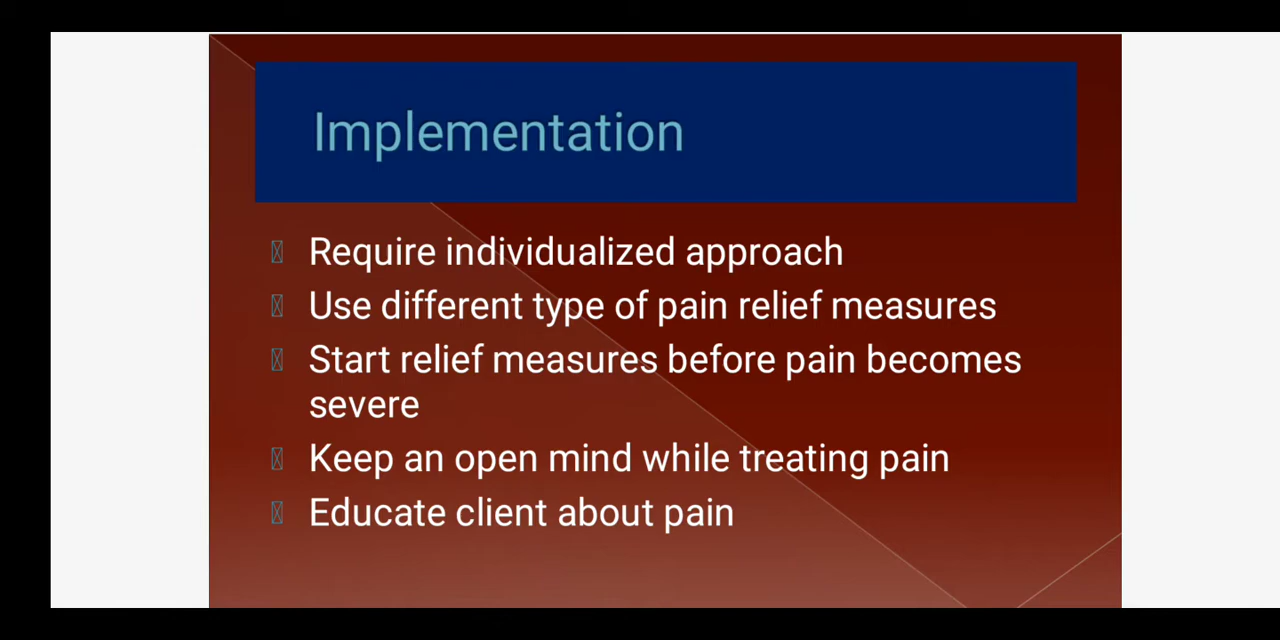 Implementation
Require individualized approach
Use different type of pain relief measures
Start relief measures before pain becomes
severe
Keep an open mind while treating pain
Educate client about pain